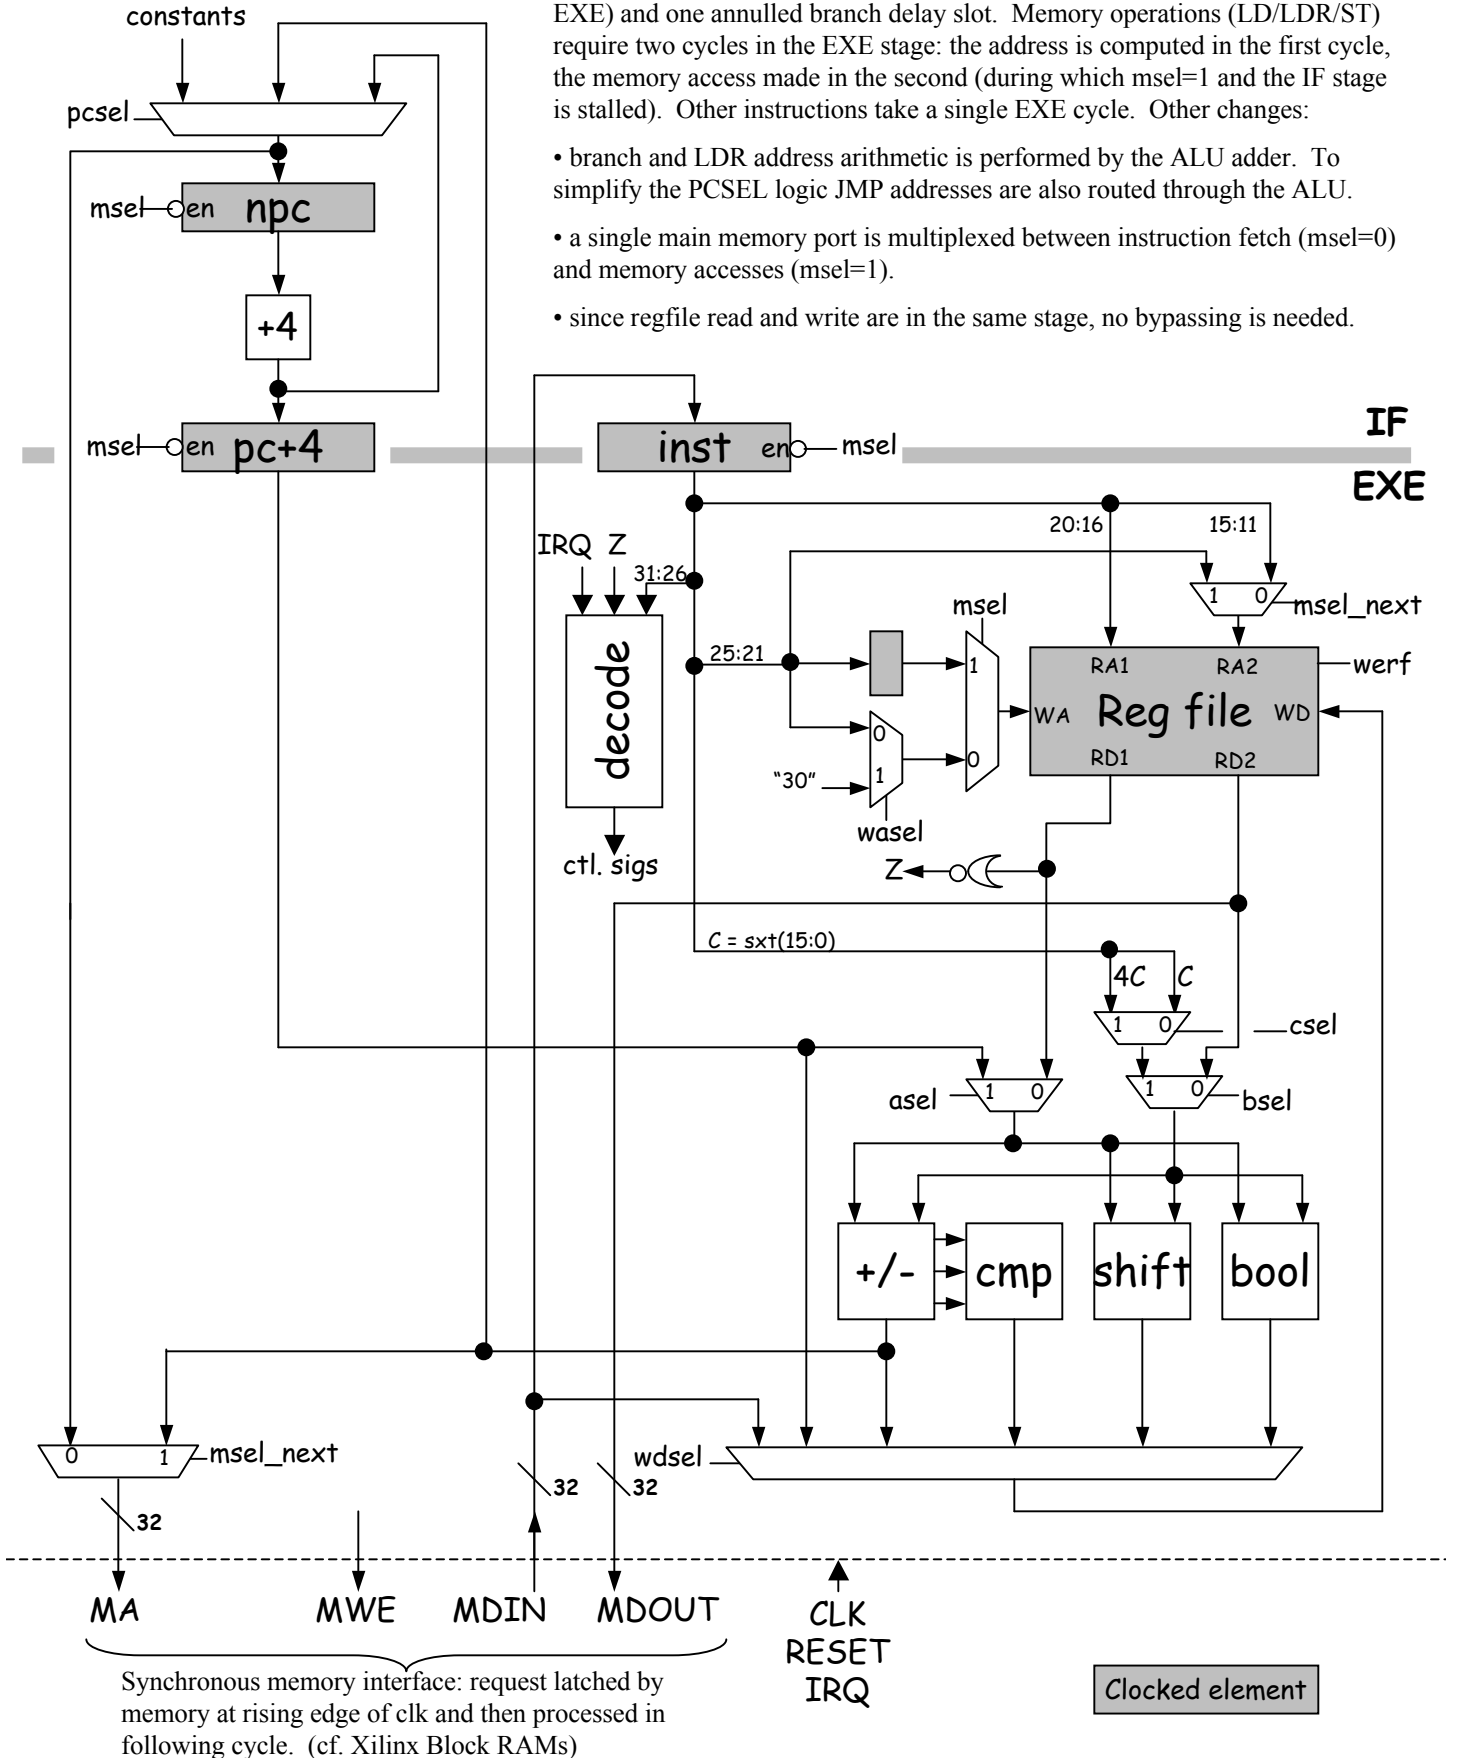 constants
EXE) and one annulled branch delay slot. Memory operations (LD/LDR/ST)
require two cycles in the EXE stage: the address is computed in the first cycle,
the memory access made in the second (during which msel=1 and the IF stage
is stalled). Other instructions take a single EXE cycle. Other changes:
pcsel
• branch and LDR address arithmetic is performed by the ALU adder. To
simplify the PCSEL logic JMP addresses are also routed through the ALU.
msel en npc
• a single main memory port is multiplexed between instruction fetch (msel=0)
and memory accesses (msel=1).
+4
• since regfile read and write are in the same stage, no bypassing is needed.
IF
msel en pc+4
inst en msel
EXE
20:16 15:11
IRQ Z
31:26
1 0
msel msel_next
decode
25:21
1
RA1 RA2
werf
WA Reg file WD
0
"30" 1
0
RD1 RD2
wasel
ctl. sigs
Z
C = sxt(15:0)
4C C
1 0
csel
asel 1 0
1 0 bsel
+/- cmp shift bool
0 1 msel_next
wdsel
32 32
32
MA MWE MDIN MDOUT
CLK
RESET
IRQ
Synchronous memory interface: request latched by
memory at rising edge of clk and then processed in
following cycle. (cf. Xilinx Block RAMs)
Clocked element